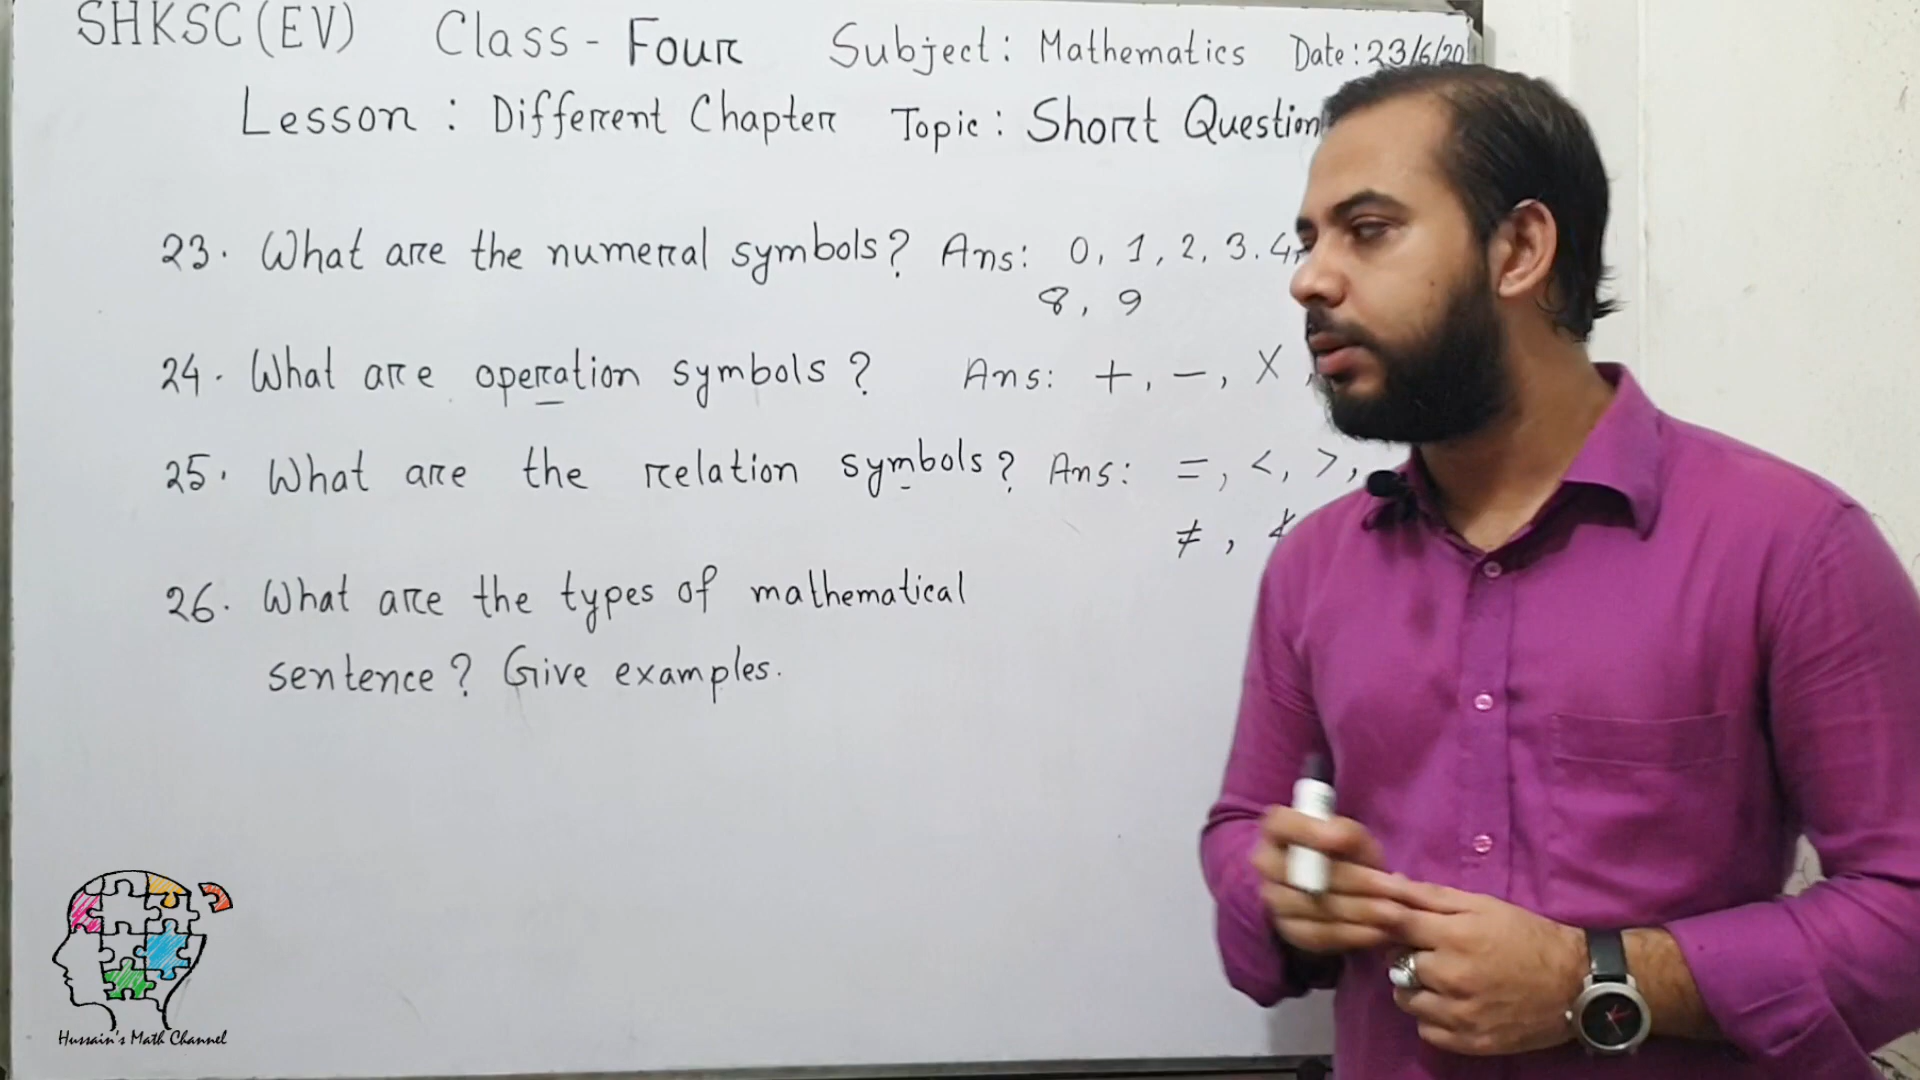 SHKSC(EV) Class - Four Subject: Mathematics Date: 23/6/20
Lesson: Different Chapter Topic: Short Question
23. What are the numeral symbols? Ans: 0, 1, 2, 3. 4,
8, 9
24. What are operation symbols? Ans: +, -, X,
25. What are the relation symbols? Ans: =, <, >,
≠, ≮
26. What are the types of mathematical
sentence? Give examples.
Hussain's Math Channel